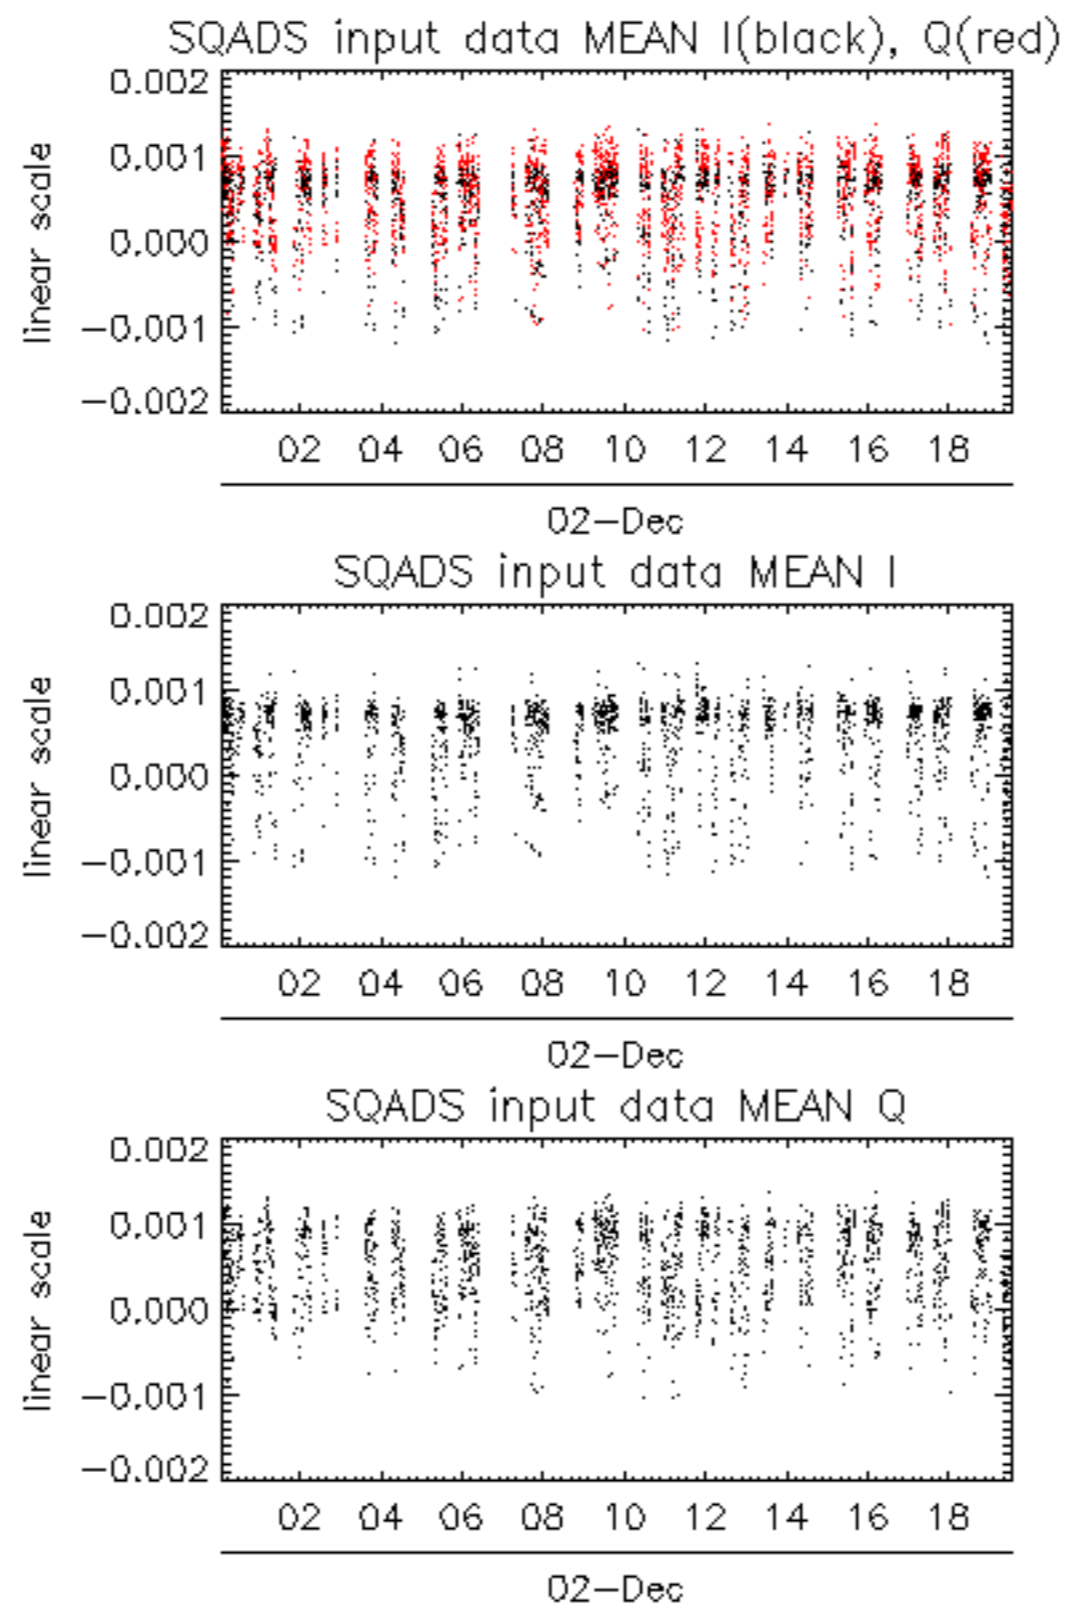 SQADS input data MEAN I(black), Q(red)
0.002
0.001
0.000
−0.001
−0.002
linear scale
02 04 06 08 10 12 14 16 18
02−Dec
SQADS input data MEAN I
0.002
0.001
0.000
−0.001
−0.002
linear scale
02 04 06 08 10 12 14 16 18
02−Dec
SQADS input data MEAN Q
0.002
0.001
0.000
−0.001
−0.002
linear scale
02 04 06 08 10 12 14 16 18
02−Dec